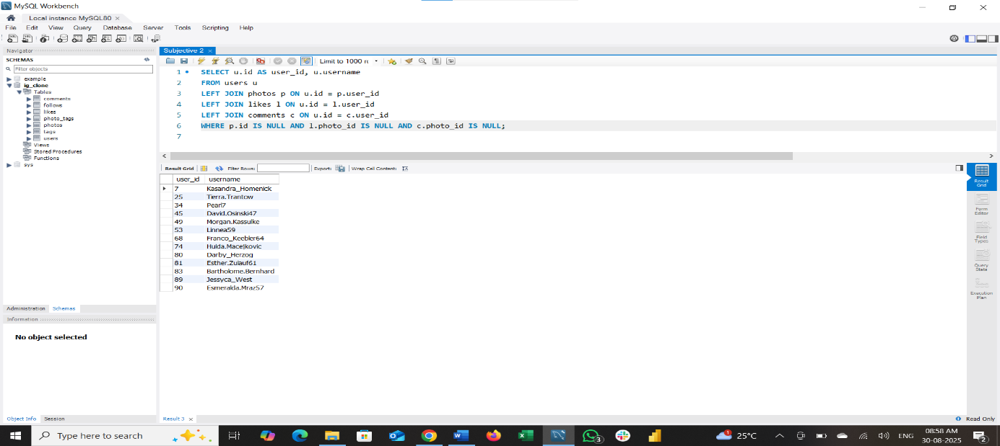 MySQL Workbench
Local instance MySQL80
File Edit View Query Database Server Tools Scripting Help
Navigator
SCHEMAS
Filter objects
example
ig_clone
Tables
comments
follows
likes
photo_tags
photos
tags
users
Views
Stored Procedures
Functions
sys
Administration Schemas
Information
No object selected
Object Info Session
Subjective 2
Limit to 1000 r
1 SELECT u.id AS user_id, u.username
2 FROM users u
3 LEFT JOIN photos p ON u.id = p.user_id
4 LEFT JOIN likes l ON u.id = l.user_id
5 LEFT JOIN comments c ON u.id = c.user_id
6 WHERE p.id IS NULL AND l.photo_id IS NULL AND c.photo_id IS NULL;
7
Result Grid Filter Rows: Export: Wrap Cell Content:
user_id username
7 Kasandra_Homenick
25 Tierra.Trantow
34 Pearl7
45 David.Osinski47
49 Morgan.Kassulke
53 Linnea59
68 Franco_Keebler64
74 Hulda.Macejkovic
80 Darby_Herzog
81 Esther.Zulauf61
83 Bartholome.Bernhard
89 Jessyca_West
90 Esmeralda.Mraz57
Result Grid
Form Editor
Field Types
Query Stats
Execution Plan
Result 3
Read Only
Type here to search
3
1
25°C
ENG
08:58 AM
30-08-2025
2